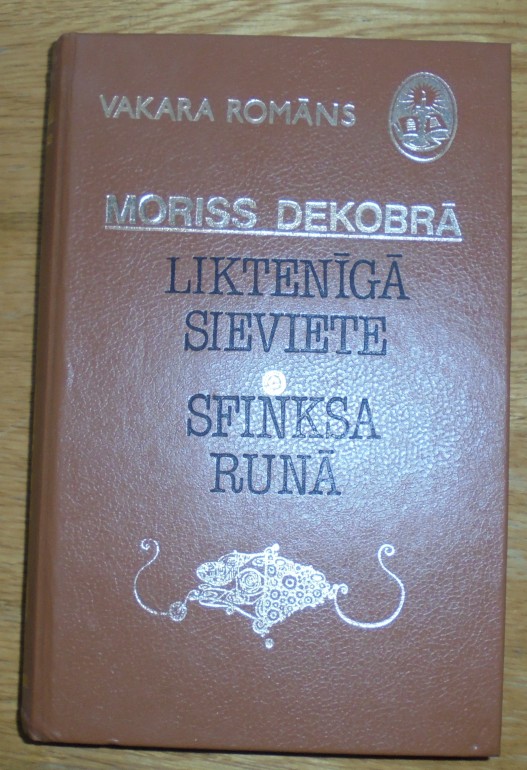 VAKARA ROMĀNS
MORISS DEKOBRĀ
LIKTENĪGĀ
SIEVIETE
SFINKSA
RUNĀ